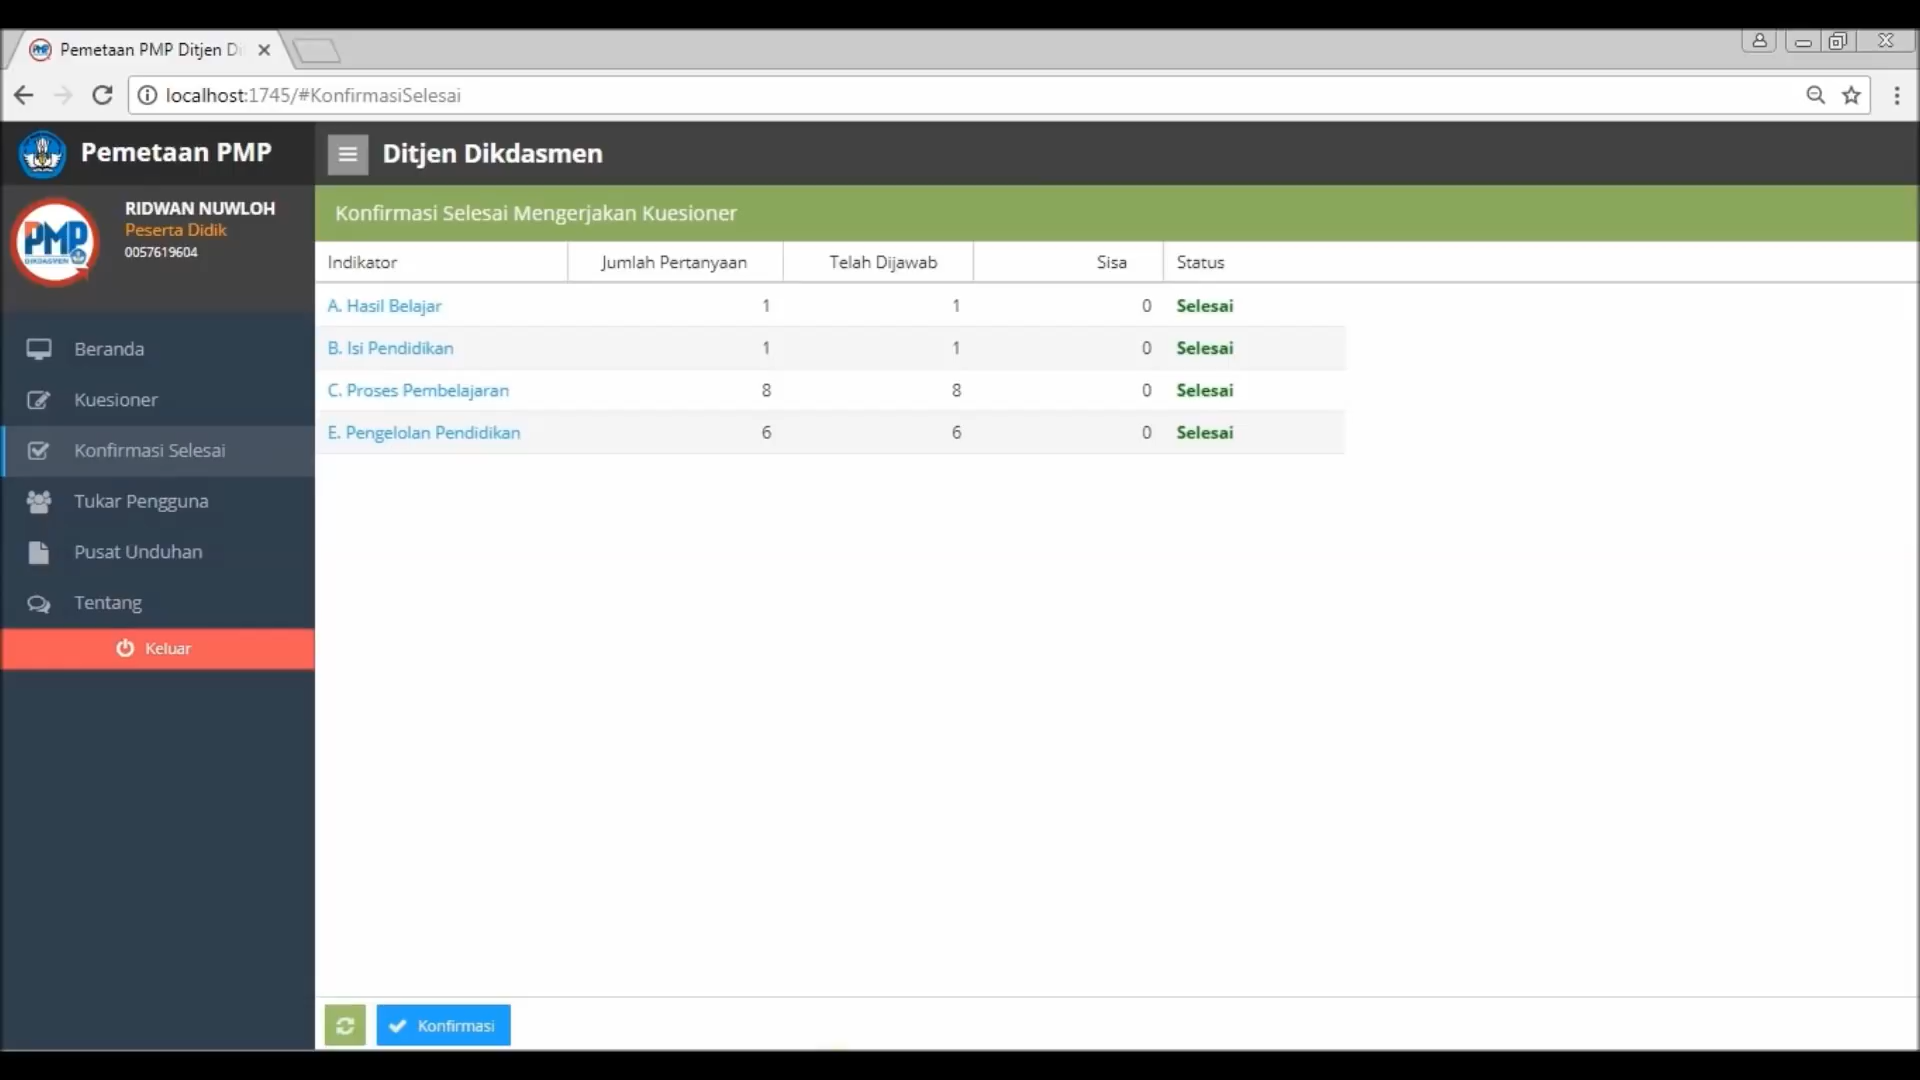 Pemetaan PMP Ditjen Di
localhost:1745/#KonfirmasiSelesai
Pemetaan PMP
Ditjen Dikdasmen
PMP
DIKDASMEN
RIDWAN NUWLOH
Peserta Didik
0057619604
Konfirmasi Selesai Mengerjakan Kuesioner
Indikator Jumlah Pertanyaan Telah Dijawab Sisa Status
A. Hasil Belajar 1 1 0 Selesai
B. Isi Pendidikan 1 1 0 Selesai
C. Proses Pembelajaran 8 8 0 Selesai
E. Pengelolan Pendidikan 6 6 0 Selesai
Beranda
Kuesioner
Konfirmasi Selesai
Tukar Pengguna
Pusat Unduhan
Tentang
Keluar
Konfirmasi